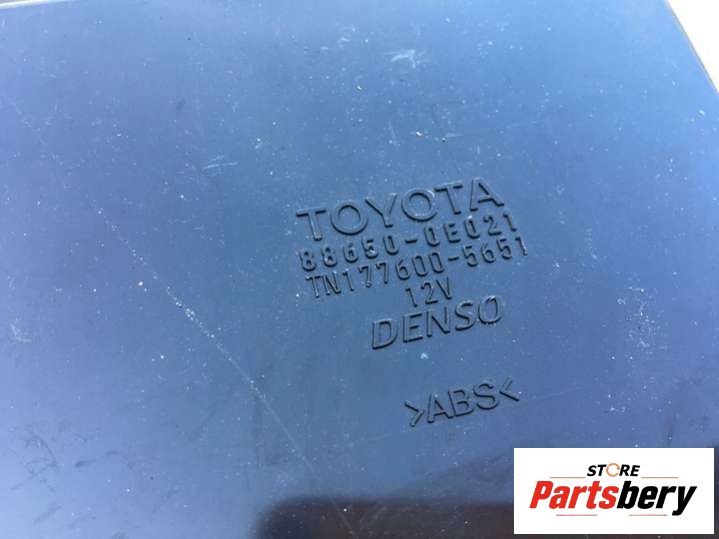 TOYOTA
88650-0E021
TN177600-5651
12V
DENSO
>ABS<
STORE
Partsbery